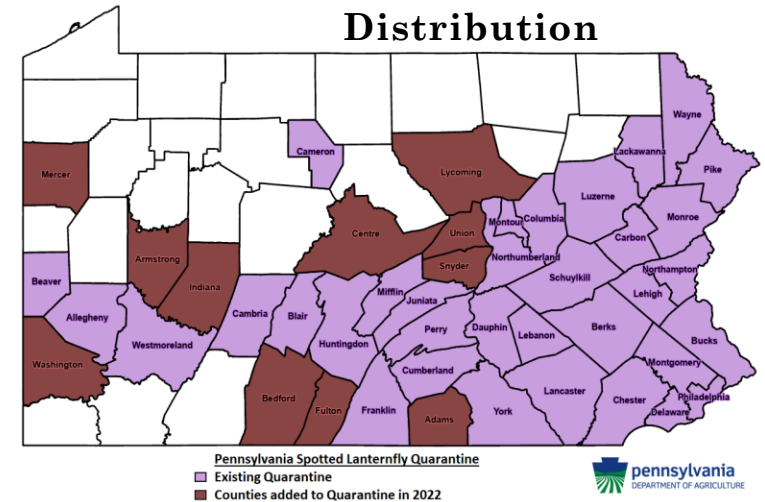 Distribution
Wayne
Cameron
Lackawanna
Pike
Lycoming
Mercer
Luzerne
Monroe
Montour
Columbia
Centre
Union
Carbon
Armstrong
Northumberland
Snyder
Northampton
Schuylkill
Beaver
Indiana
Mifflin
Lehigh
Juniata
Cambria
Blair
Allegheny
Perry
Dauphin
Lebanon
Berks
Westmoreland
Huntingdon
Bucks
Washington
Cumberland
Montgomery
Lancaster
Bedford
Fulton
Franklin
Adams
York
Chester
Philadelphia
Delaware
Pennsylvania Spotted Lanternfly Quarantine
Existing Quarantine
Counties added to Quarantine in 2022
pennsylvania
DEPARTMENT OF AGRICULTURE